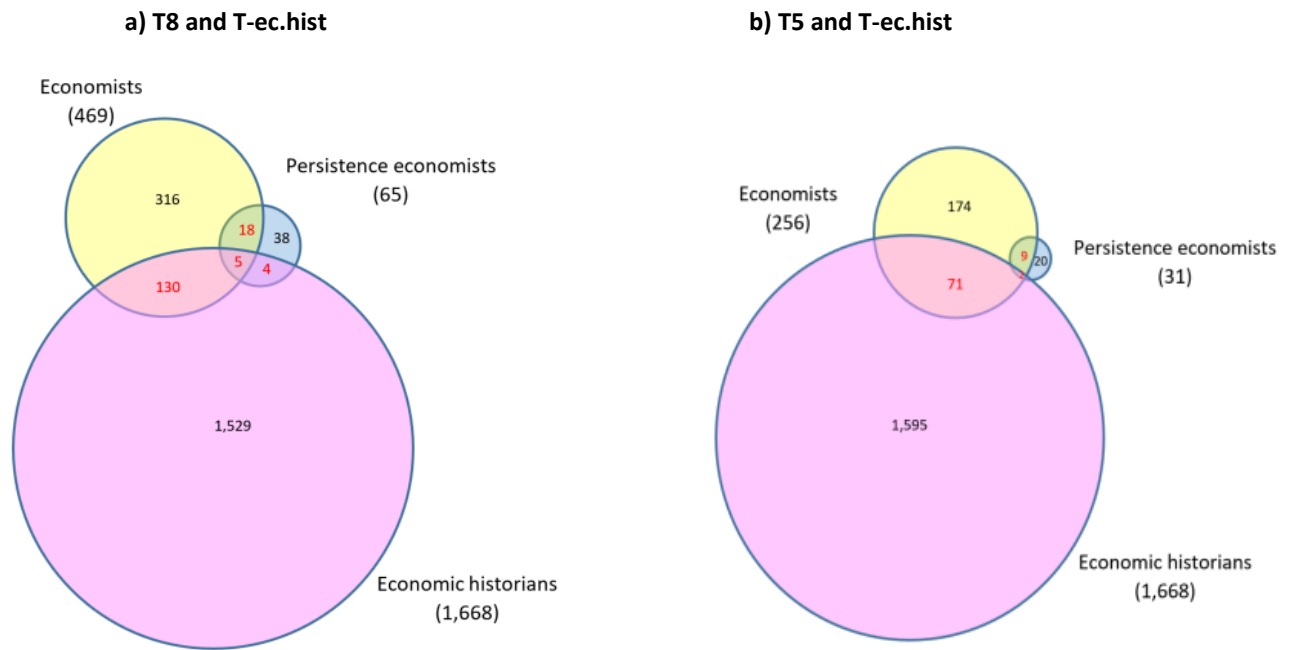 a) T8 and T-ec.hist
Economists
(469)
Persistence economists
(65)
316
18
38
5
4
130
1,529
Economic historians
(1,668)
b) T5 and T-ec.hist
Economists
(256)
174
Persistence economists
(31)
9
20
71
1,595
Economic historians
(1,668)